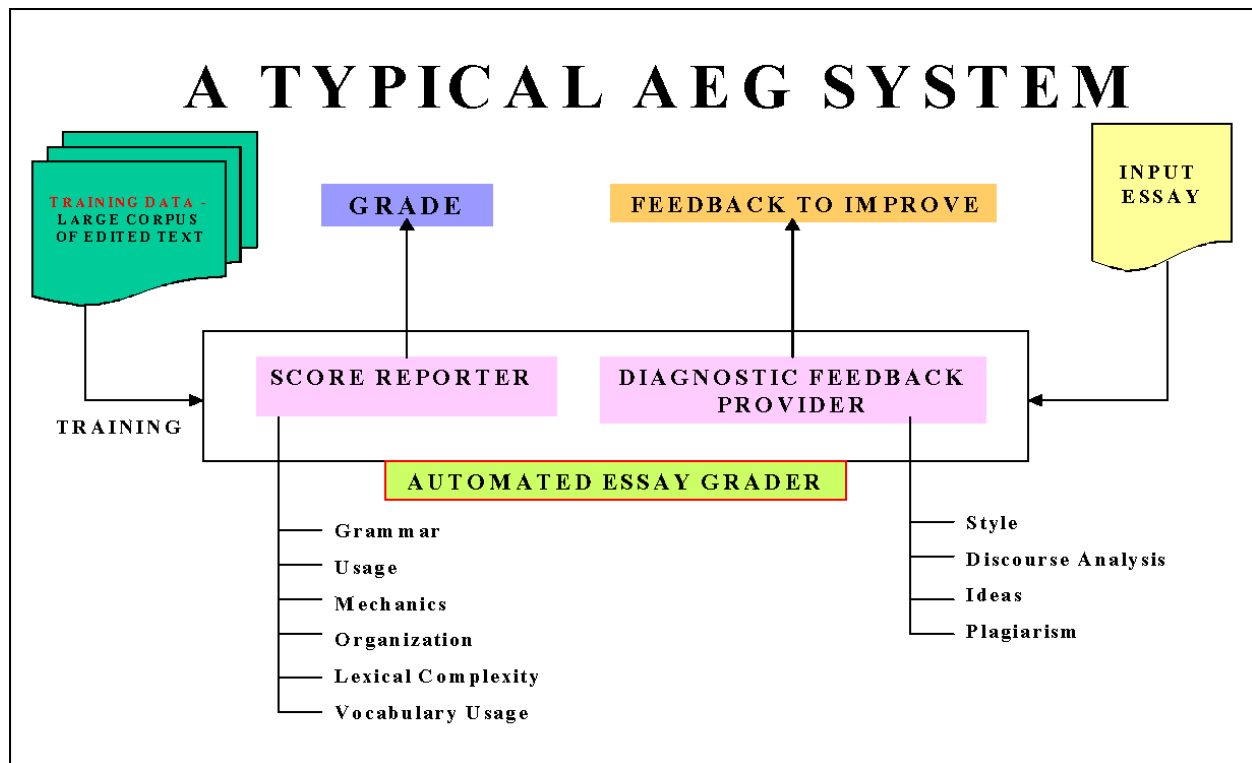 A TYPICAL AEG SYSTEM
TRAINING DATA -
LARGE CORPUS
OF EDITED TEXT
GRADE
FEEDBACK TO IMPROVE
INPUT
ESSAY
SCORE REPORTER
DIAGNOSTIC FEEDBACK
PROVIDER
TRAINING
AUTOMATED ESSAY GRADER
Grammar
Usage
Mechanics
Organization
Lexical Complexity
Vocabulary Usage
Style
Discourse Analysis
Ideas
Plagiarism